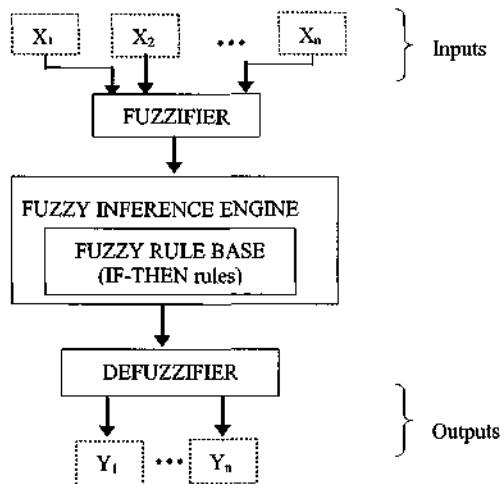 X1 X2 ••• Xn Inputs
FUZZIFIER
FUZZY INFERENCE ENGINE
FUZZY RULE BASE
(IF-THEN rules)
DEFUZZIFIER
Outputs
Y1 ••• Yn